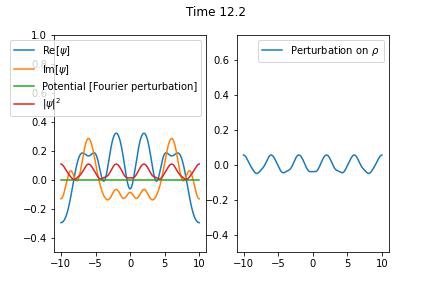 Time 12.2
Re[ψ]
Im[ψ]
Potential [Fourier perturbation]
|ψ|²
1.0
0.8
0.6
0.4
0.2
0.0
−0.2
−0.4
−10 −5 0 5 10
Perturbation on ρ
0.6
0.4
0.2
0.0
−0.2
−0.4
−10 −5 0 5 10